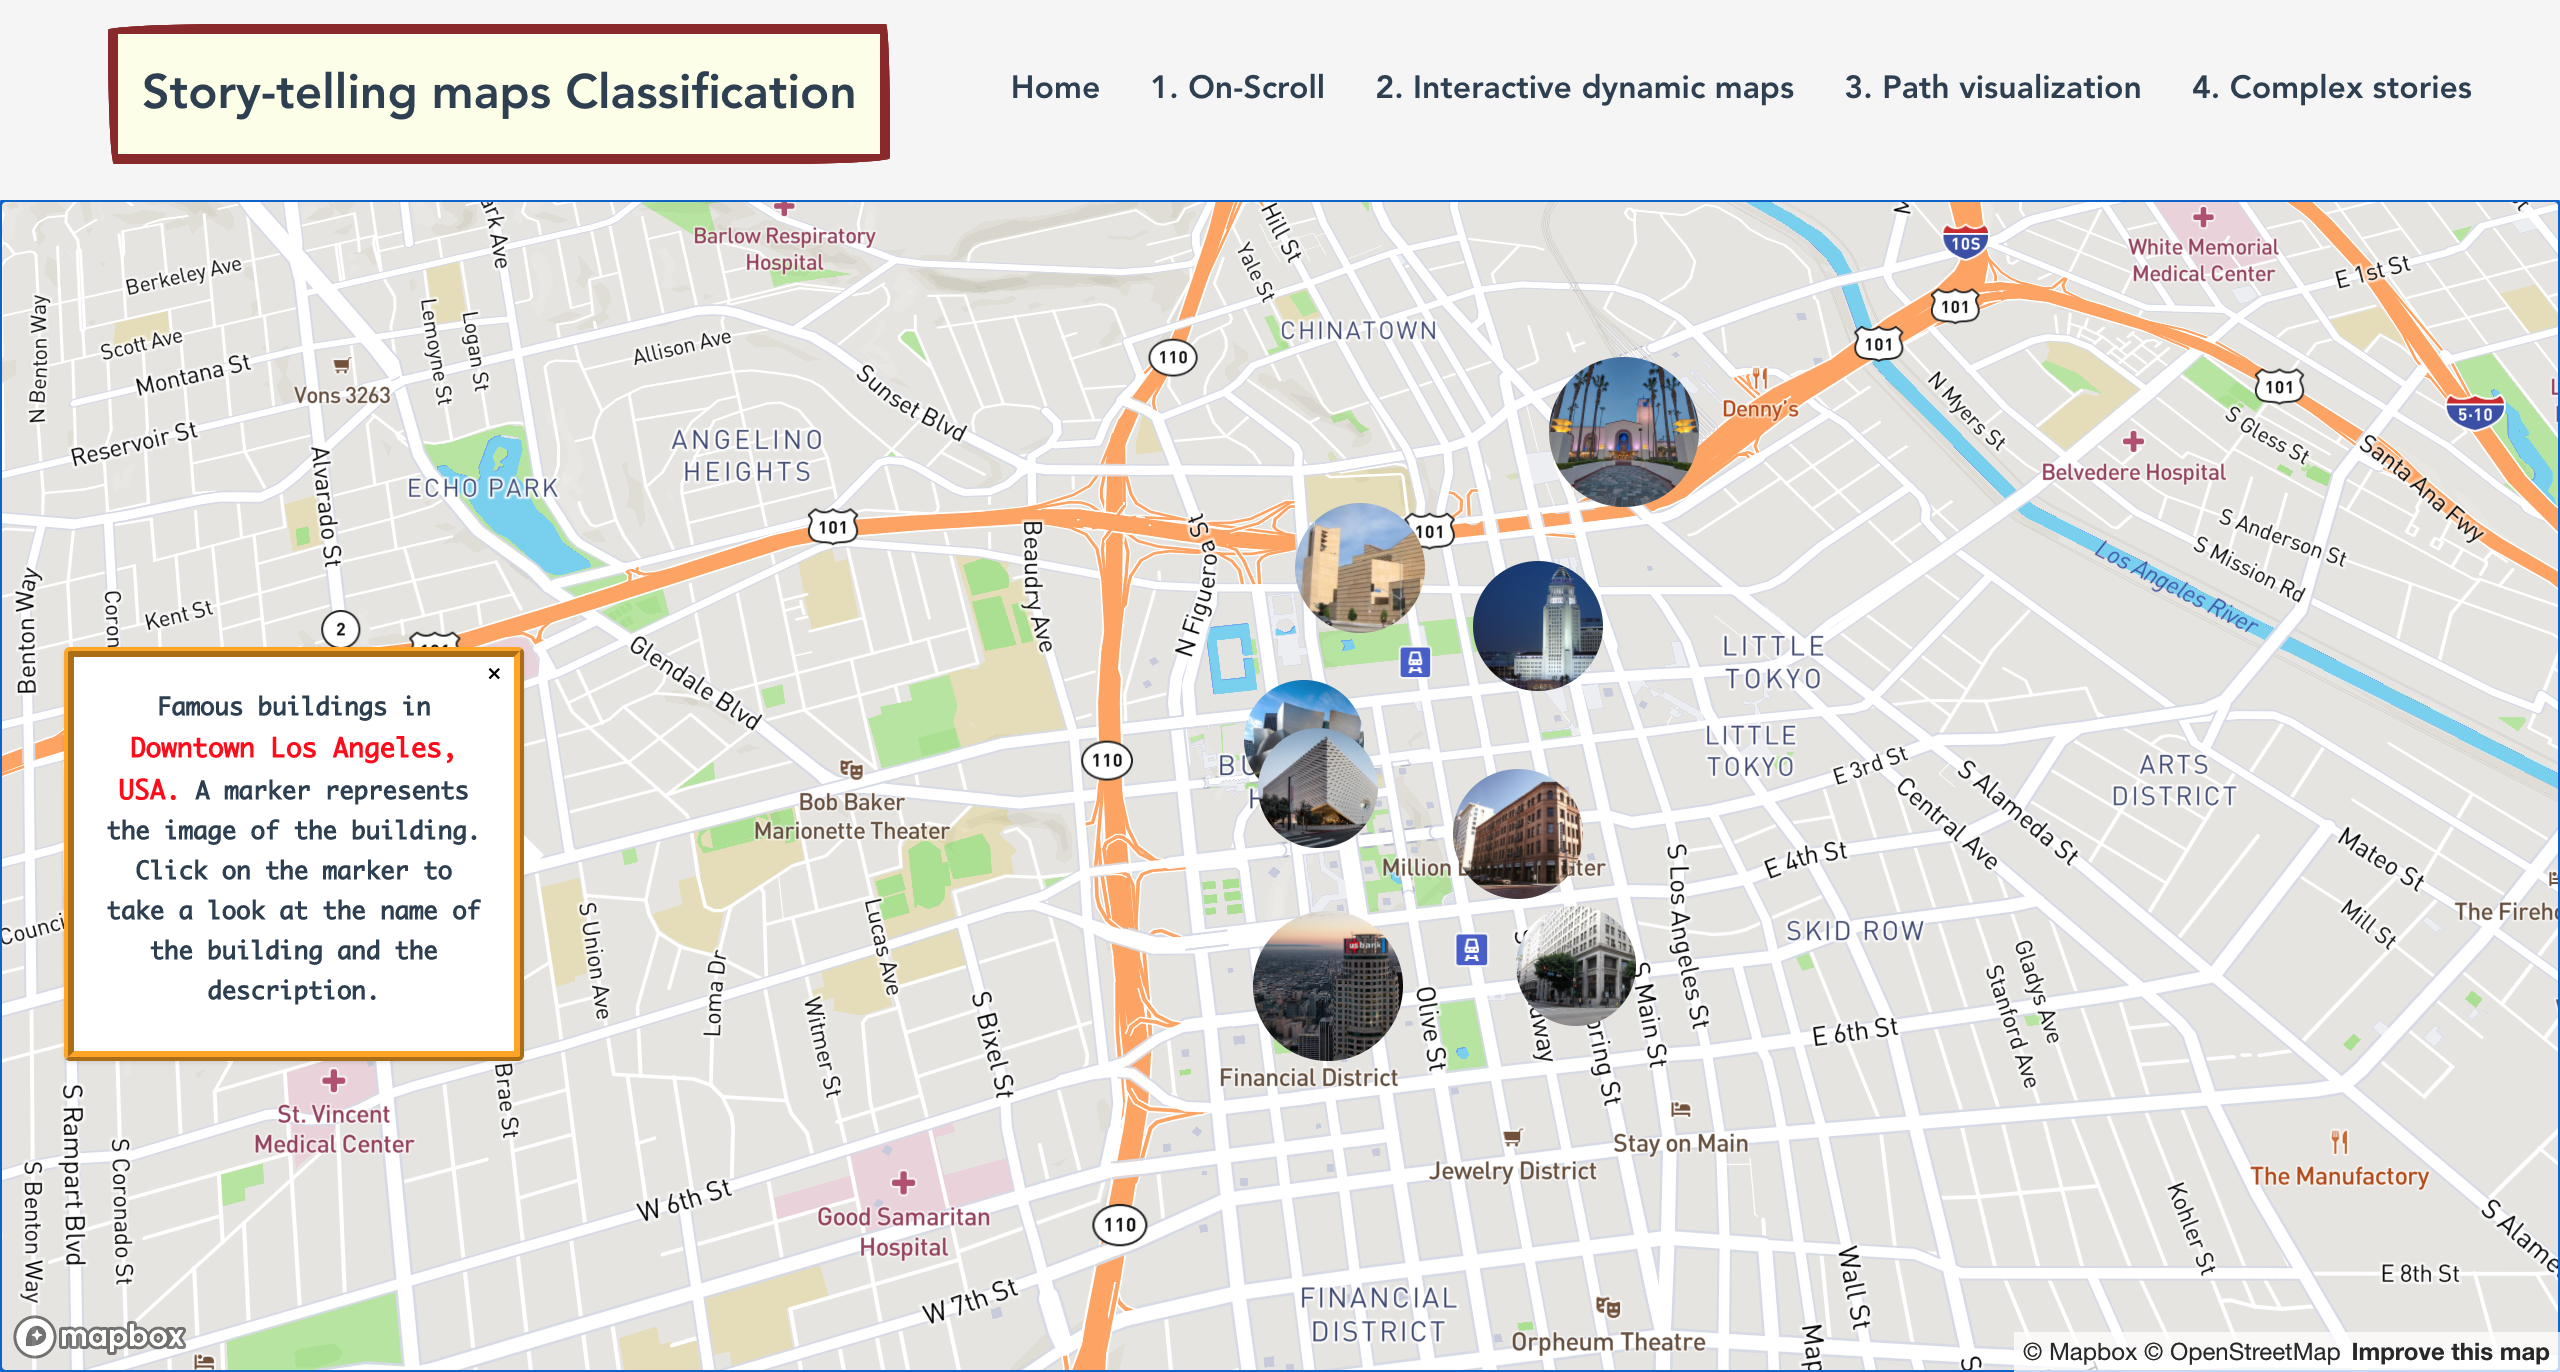 Story-telling maps Classification
Home
1. On-Scroll
2. Interactive dynamic maps
3. Path visualization
4. Complex stories
Barlow Respiratory
Hospital
Hill St
Yale St
10S
White Memorial
Medical Center
E 1st St
Berkeley Ave
N Benton Way
Scott Ave
Montana St
Lemoyne St
Logan St
Vons 3263
Allison Ave
Sunset Blvd
110
CHINATOWN
101
101
101
5-10
Denny's
N Myers St
S Gless St
Santa Ana Fwy
Reservoir St
Alvarado St
ECHO PARK
ANGELINO
HEIGHTS
Belvedere Hospital
101
101
N Figueroa St
Beaudry Ave
S Anderson St
S Mission Rd
Los Angeles River
Benton Way
Kent St
2
Glendale Blvd
LITTLE
TOKYO
LITTLE
TOKYO
×
Famous buildings in
Downtown Los Angeles,
USA. A marker represents
the image of the building.
Click on the marker to
take a look at the name of
the building and the
description.
110
Bob Baker
Marionette Theater
E 3rd St
ARTS
DISTRICT
Central Ave
S Alameda St
Mateo St
Mill St
Million
E 4th St
S Los Angeles St
SKID ROW
S Union Ave
Loma Dr
Lucas Ave
Witmer St
S Bixel St
usbank
Olive St
S Main St
E 6th St
Gladys Ave
Stanford Ave
Financial District
St. Vincent
Medical Center
S Rampart Blvd
S Coronado St
S Benton Way
Stay on Main
Jewelry District
The Manufactory
W 6th St
Good Samaritan
Hospital
110
W 7th St
FINANCIAL
DISTRICT
Orpheum Theatre
Wall St
Kohler St
E 8th St
mapbox
© Mapbox © OpenStreetMap Improve this map